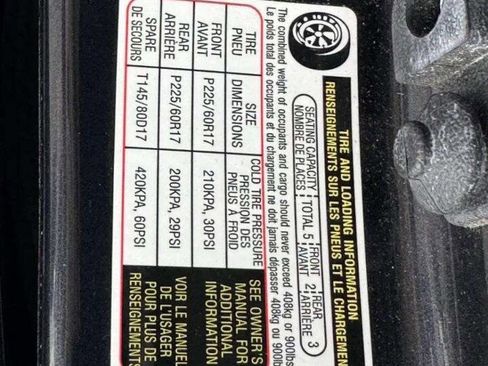 TIRE AND LOADING INFORMATION
RENSEIGNEMENTS SUR LES PNEUS ET LE CHARGEMENT
SEATING CAPACITY
NOMBRE DE PLACES
TOTAL 5
FRONT
AVANT
2
REAR
ARRIÈRE
3
The combined weight of occupants and cargo should never exceed 408kg or 900lbs
Le poids total des occupants et du chargement ne doit jamais dépasser 408kg ou 900lb
TIRE
PNEU
SIZE
DIMENSIONS
COLD TIRE PRESSURE
PRESSION DES
PNEUS À FROID
FRONT
AVANT
P225/60R17
210KPA, 30PSI
REAR
ARRIÈRE
P225/60R17
200KPA, 29PSI
SPARE
DE SECOURS
T145/80D17
420KPA, 60PSI
SEE OWNER'S
MANUAL FOR
ADDITIONAL
INFORMATION
VOIR LE MANUEL
DE L'USAGER
POUR PLUS DE
RENSEIGNEMENTS